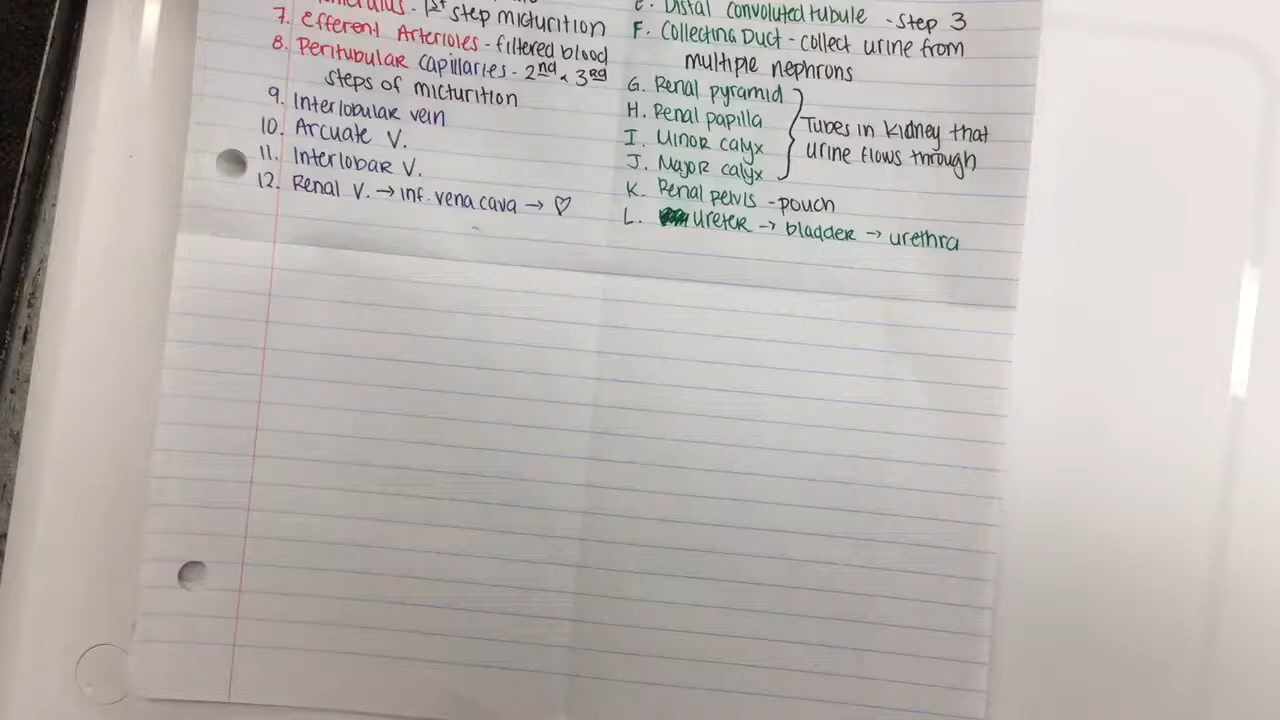 - 1st step micturition
7. Efferent Arterioles - filtered blood
8. Peritubular capillaries - 2nd & 3rd
steps of micturition
9. Interlobular vein
10. Arcuate V.
11. Interlobar V.
12. Renal V. → inf. vena cava → ♡
E. Distal convoluted tubule - Step 3
F. Collecting Duct - collect urine from
multiple nephrons
G. Renal pyramid
H. Renal papilla
I. Minor calyx
J. Major calyx
Tubes in kidney that
urine flows through
K. Renal pelvis - pouch
L. ureter → bladder → urethra